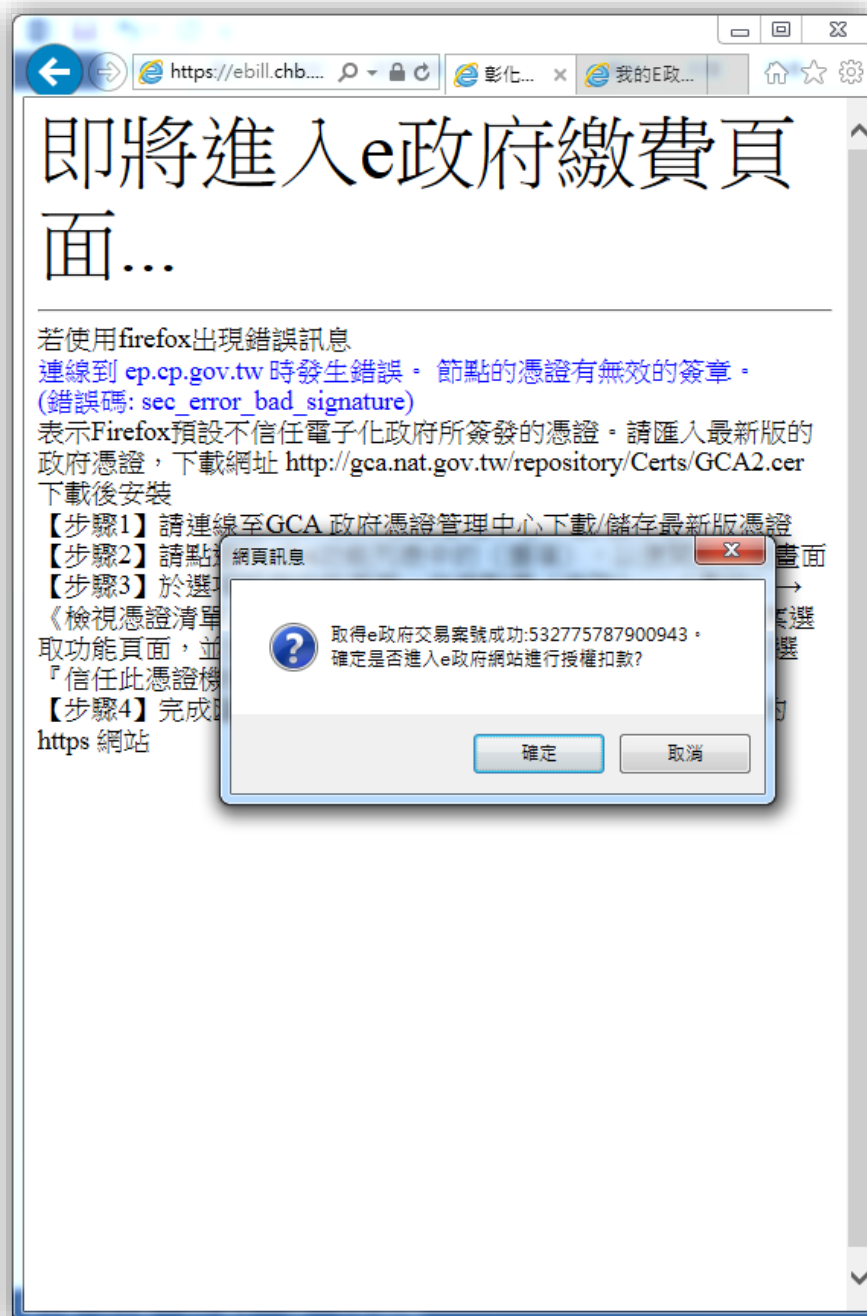 https://ebill.chb....
彰化...
我的E政...
即將進入e政府繳費頁
面...
若使用firefox出現錯誤訊息
連線到 ep.cp.gov.tw 時發生錯誤。 節點的憑證有無效的簽章。
(錯誤碼: sec_error_bad_signature)
表示Firefox預設不信任電子化政府所簽發的憑證。請匯入最新版的
政府憑證，下載網址 http://gca.nat.gov.tw/repository/Certs/GCA2.cer
下載後安裝
【步驟1】請連線至GCA 政府憑證管理中心下載/儲存最新版憑證
【步驟2】請點 畫面
【步驟3】於選 →
《檢視憑證清單 選
取功能頁面，並 選
『信任此憑證機
【步驟4】完成 的
https 網站
網頁訊息
取得e政府交易案號成功:532775787900943。
確定是否進入e政府網站進行授權扣款?
確定
取消